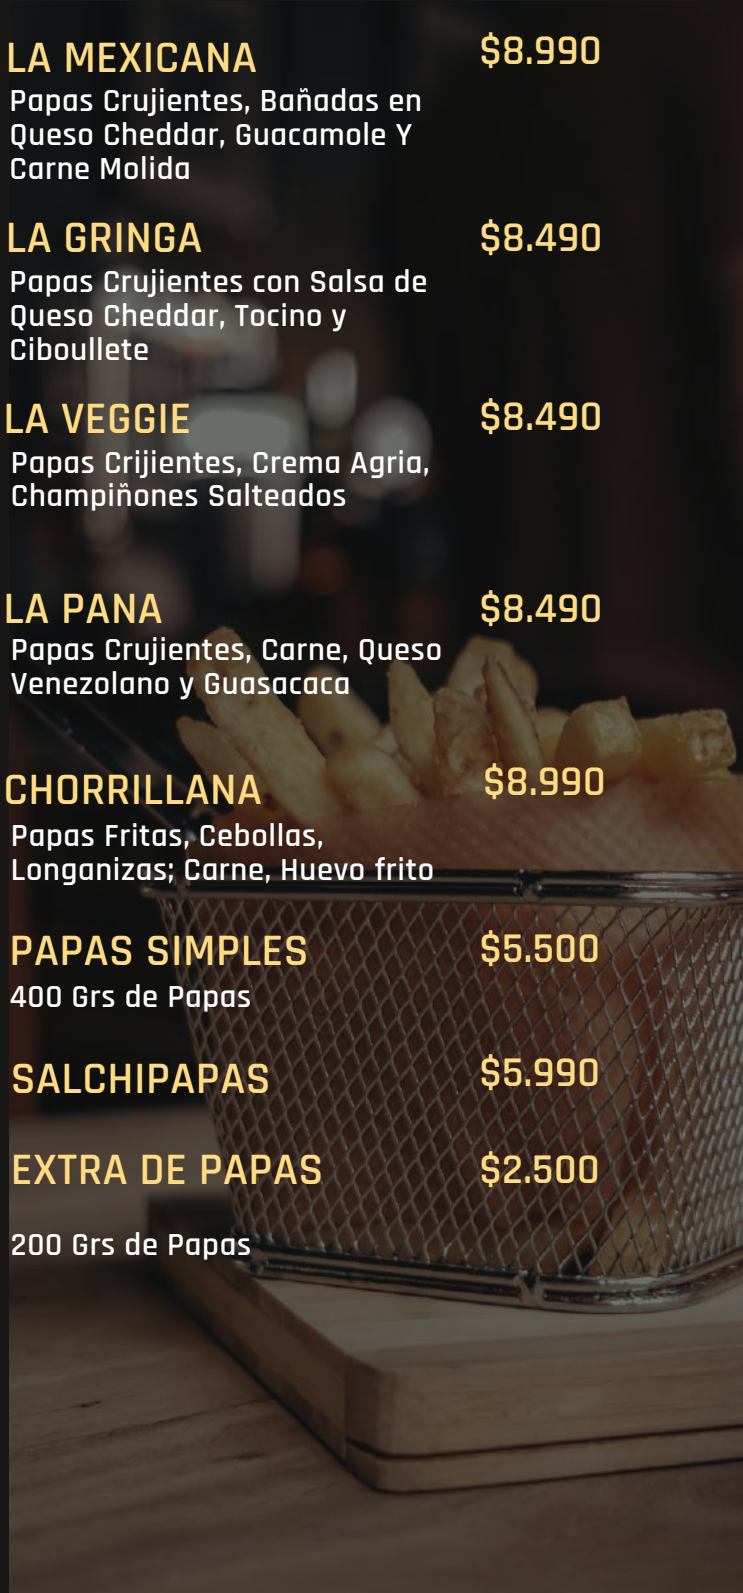 LA MEXICANA $8.990
Papas Crujientes, Bañadas en
Queso Cheddar, Guacamole Y
Carne Molida
LA GRINGA $8.490
Papas Crujientes con Salsa de
Queso Cheddar, Tocino y
Ciboullete
LA VEGGIE $8.490
Papas Crijientes, Crema Agria,
Champiñones Salteados
LA PANA $8.490
Papas Crujientes, Carne, Queso
Venezolano y Guasacaca
CHORRILLANA $8.990
Papas Fritas, Cebollas,
Longanizas; Carne, Huevo frito
PAPAS SIMPLES $5.500
400 Grs de Papas
SALCHIPAPAS $5.990
EXTRA DE PAPAS $2.500
200 Grs de Papas